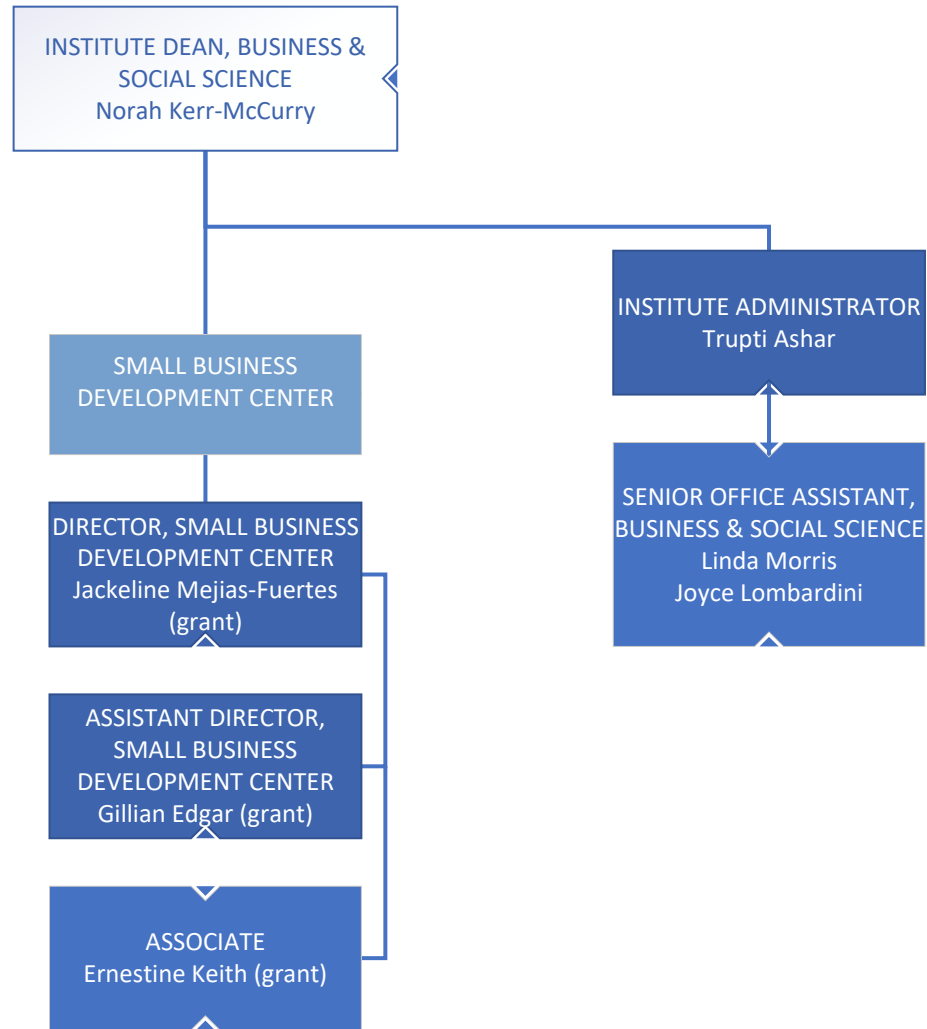 INSTITUTE DEAN, BUSINESS &
SOCIAL SCIENCE
Norah Kerr-McCurry
INSTITUTE ADMINISTRATOR
Trupti Ashar
SMALL BUSINESS
DEVELOPMENT CENTER
SENIOR OFFICE ASSISTANT,
BUSINESS & SOCIAL SCIENCE
Linda Morris
Joyce Lombardini
DIRECTOR, SMALL BUSINESS
DEVELOPMENT CENTER
Jackeline Mejias-Fuertes
(grant)
ASSISTANT DIRECTOR,
SMALL BUSINESS
DEVELOPMENT CENTER
Gillian Edgar (grant)
ASSOCIATE
Ernestine Keith (grant)